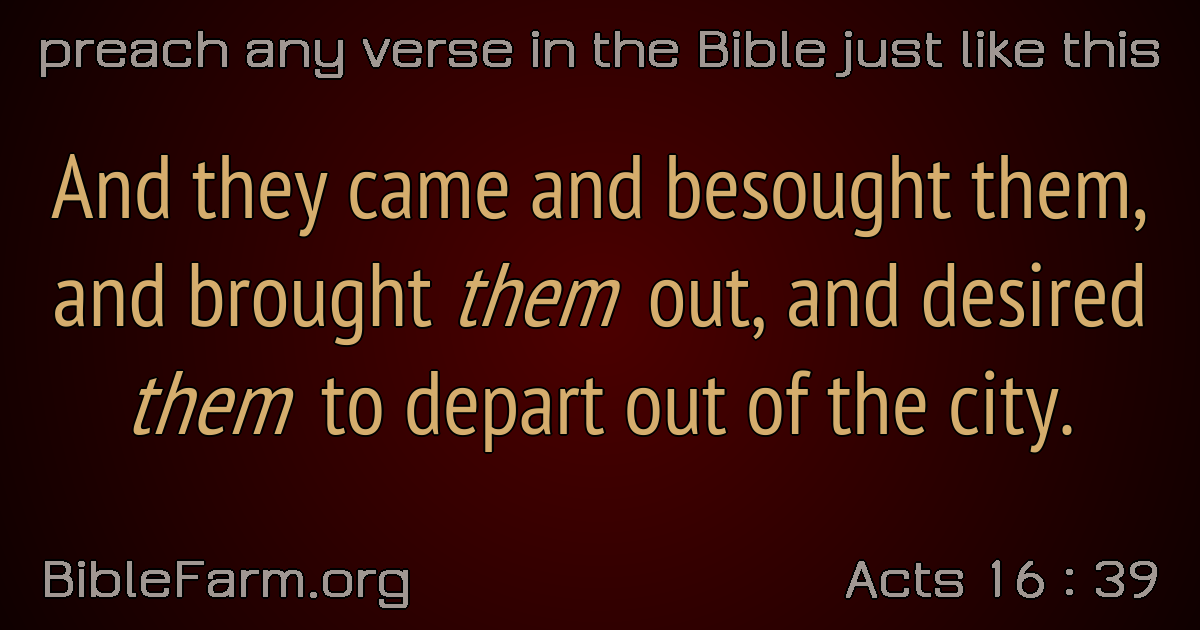 preach any verse in the Bible just like this
And they came and besought them,
and brought them out, and desired
them to depart out of the city.
BibleFarm.org
Acts 16 : 39